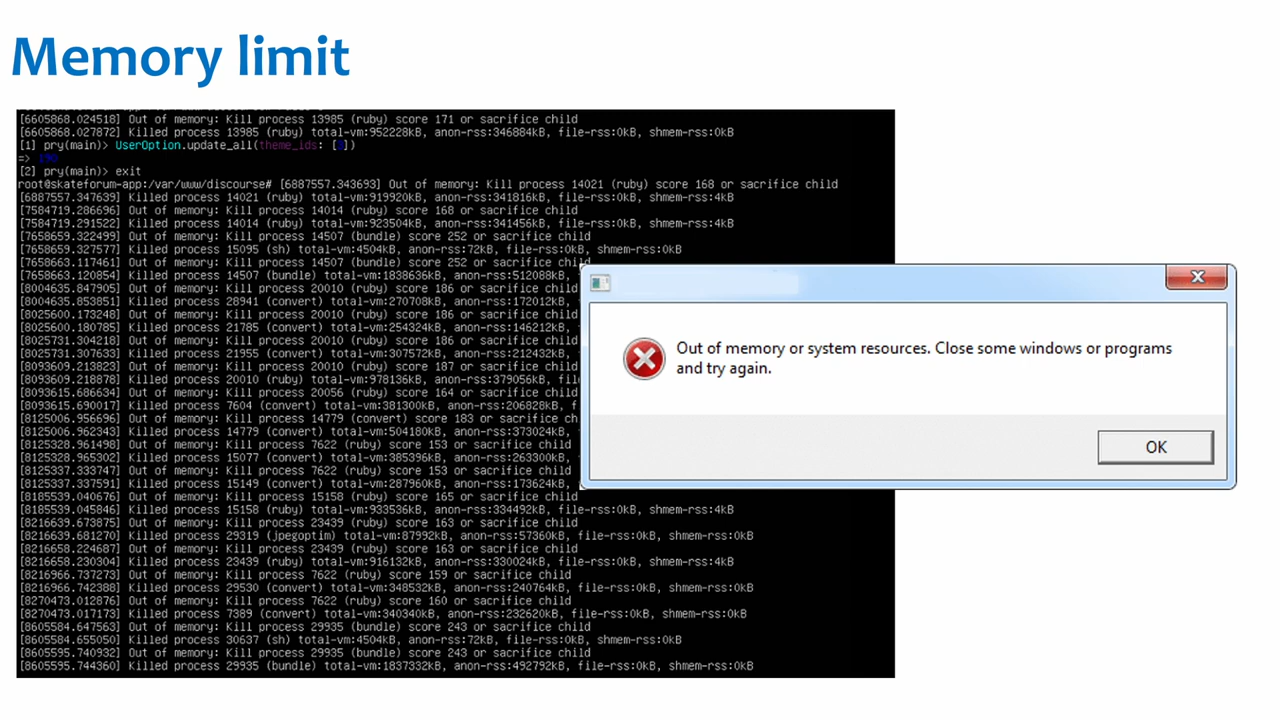 Memory limit
[6605868.024518] Out of memory: Kill process 13985 (ruby) score 171 or sacrifice child
[6605868.027872] Killed process 13985 (ruby) total-vm:952228kB, anon-rss:346884kB, file-rss:0kB, shmem-rss:0kB
[1] pry(main)> UserOption.update_all(theme_ids: [
])
=>
[2] pry(main)> exit
root@skateforum-app:/var/www/discourse# [6887557.343693] Out of memory: Kill process 14021 (ruby) score 168 or sacrifice child
[6887557.347639] Killed process 14021 (ruby) total-vm:919920kB, anon-rss:341816kB, file-rss:0kB, shmem-rss:4kB
[7584719.286696] Out of memory: Kill process 14014 (ruby) score 168 or sacrifice child
[7584719.291522] Killed process 14014 (ruby) total-vm:923504kB, anon-rss:341456kB, file-rss:0kB, shmem-rss:4kB
[7658659.322499] Out of memory: Kill process 14507 (bundle) score 252 or sacrifice child
[7658659.327577] Killed process 15095 (sh) total-vm:4504kB, anon-rss:72kB, file-rss:0kB, shmem-rss:0kB
[7658663.117461] Out of memory: Kill process 14507 (bundle) score 252 or sacrifice child
[7658663.120854] Killed process 14507 (bundle) total-vm:1838636kB, anon-rss:512088kB,
[8004635.847905] Out of memory: Kill process 20010 (ruby) score 186 or sacrifice child
[8004635.853851] Killed process 28941 (convert) total-vm:270708kB, anon-rss:172012kB,
[8025600.173248] Out of memory: Kill process 20010 (ruby) score 186 or sacrifice child
[8025600.180785] Killed process 21785 (convert) total-vm:254324kB, anon-rss:146212kB,
[8025731.304218] Out of memory: Kill process 20010 (ruby) score 186 or sacrifice child
[8025731.307633] Killed process 21955 (convert) total-vm:307572kB, anon-rss:212432kB,
[8093609.213823] Out of memory: Kill process 20010 (ruby) score 187 or sacrifice child
[8093609.218878] Killed process 20010 (ruby) total-vm:978136kB, anon-rss:379056kB,
[8093615.686634] Out of memory: Kill process 20056 (ruby) score 164 or sacrifice child
[8093615.690017] Killed process 7604 (convert) total-vm:381300kB, anon-rss:206828kB, f
[8125006.956696] Out of memory: Kill process 14779 (convert) score 183 or sacrifice ch
[8125006.962343] Killed process 14779 (convert) total-vm:504180kB, anon-rss:373024kB,
[8125328.961498] Out of memory: Kill process 7622 (ruby) score 153 or sacrifice child
[8125328.965302] Killed process 15077 (convert) total-vm:385396kB, anon-rss:263300kB,
[8125337.333747] Out of memory: Kill process 7622 (ruby) score 153 or sacrifice child
[8125337.337591] Killed process 15149 (convert) total-vm:287960kB, anon-rss:173624kB,
[8185539.040676] Out of memory: Kill process 15158 (ruby) score 165 or sacrifice child
[8185539.045846] Killed process 15158 (ruby) total-vm:933536kB, anon-rss:334492kB, file-rss:0kB, shmem-rss:4kB
[8216639.673875] Out of memory: Kill process 23439 (ruby) score 163 or sacrifice child
[8216639.681270] Killed process 29319 (jpegoptim) total-vm:87992kB, anon-rss:57360kB, file-rss:0kB, shmem-rss:0kB
[8216658.224687] Out of memory: Kill process 23439 (ruby) score 163 or sacrifice child
[8216658.230304] Killed process 23439 (ruby) total-vm:916132kB, anon-rss:330024kB, file-rss:0kB, shmem-rss:4kB
[8216966.737273] Out of memory: Kill process 7622 (ruby) score 159 or sacrifice child
[8216966.742388] Killed process 29530 (convert) total-vm:348532kB, anon-rss:240764kB, file-rss:0kB, shmem-rss:0kB
[8270473.012876] Out of memory: Kill process 7622 (ruby) score 160 or sacrifice child
[8270473.017173] Killed process 7389 (convert) total-vm:340340kB, anon-rss:232620kB, file-rss:0kB, shmem-rss:0kB
[8605584.647563] Out of memory: Kill process 29935 (bundle) score 243 or sacrifice child
[8605584.655050] Killed process 30637 (sh) total-vm:4504kB, anon-rss:72kB, file-rss:0kB, shmem-rss:0kB
[8605595.740932] Out of memory: Kill process 29935 (bundle) score 243 or sacrifice child
[8605595.744360] Killed process 29935 (bundle) total-vm:1837332kB, anon-rss:492792kB, file-rss:0kB, shmem-rss:0kB
Out of memory or system resources. Close some windows or programs
and try again.
OK